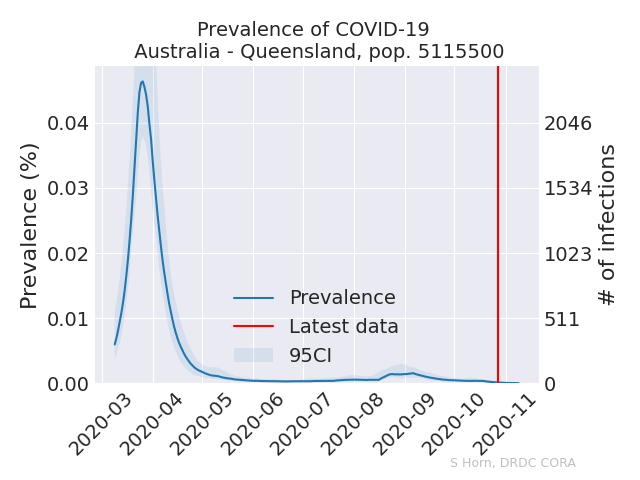 Prevalence of COVID-19
Australia - Queensland, pop. 5115500
Prevalence (%)
0.04
0.03
0.02
0.01
0.00
2046
1534
1023
511
0
# of infections
Prevalence
Latest data
95CI
2020-03
2020-04
2020-05
2020-06
2020-07
2020-08
2020-09
2020-10
2020-11
S Horn, DRDC CORA